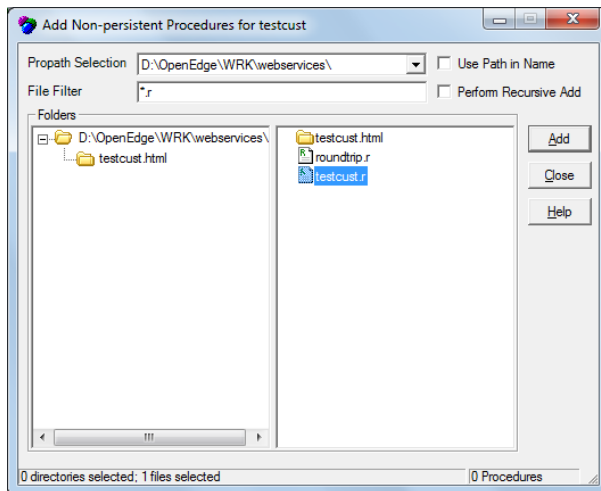 Add Non-persistent Procedures for testcust
Propath Selection D:\OpenEdge\WRK\webservices\ Use Path in Name
File Filter *.r Perform Recursive Add
Folders
D:\OpenEdge\WRK\webservices\ testcust.html Add
testcust.html roundtrip.r
testcust.r Close
Help
0 directories selected; 1 files selected 0 Procedures